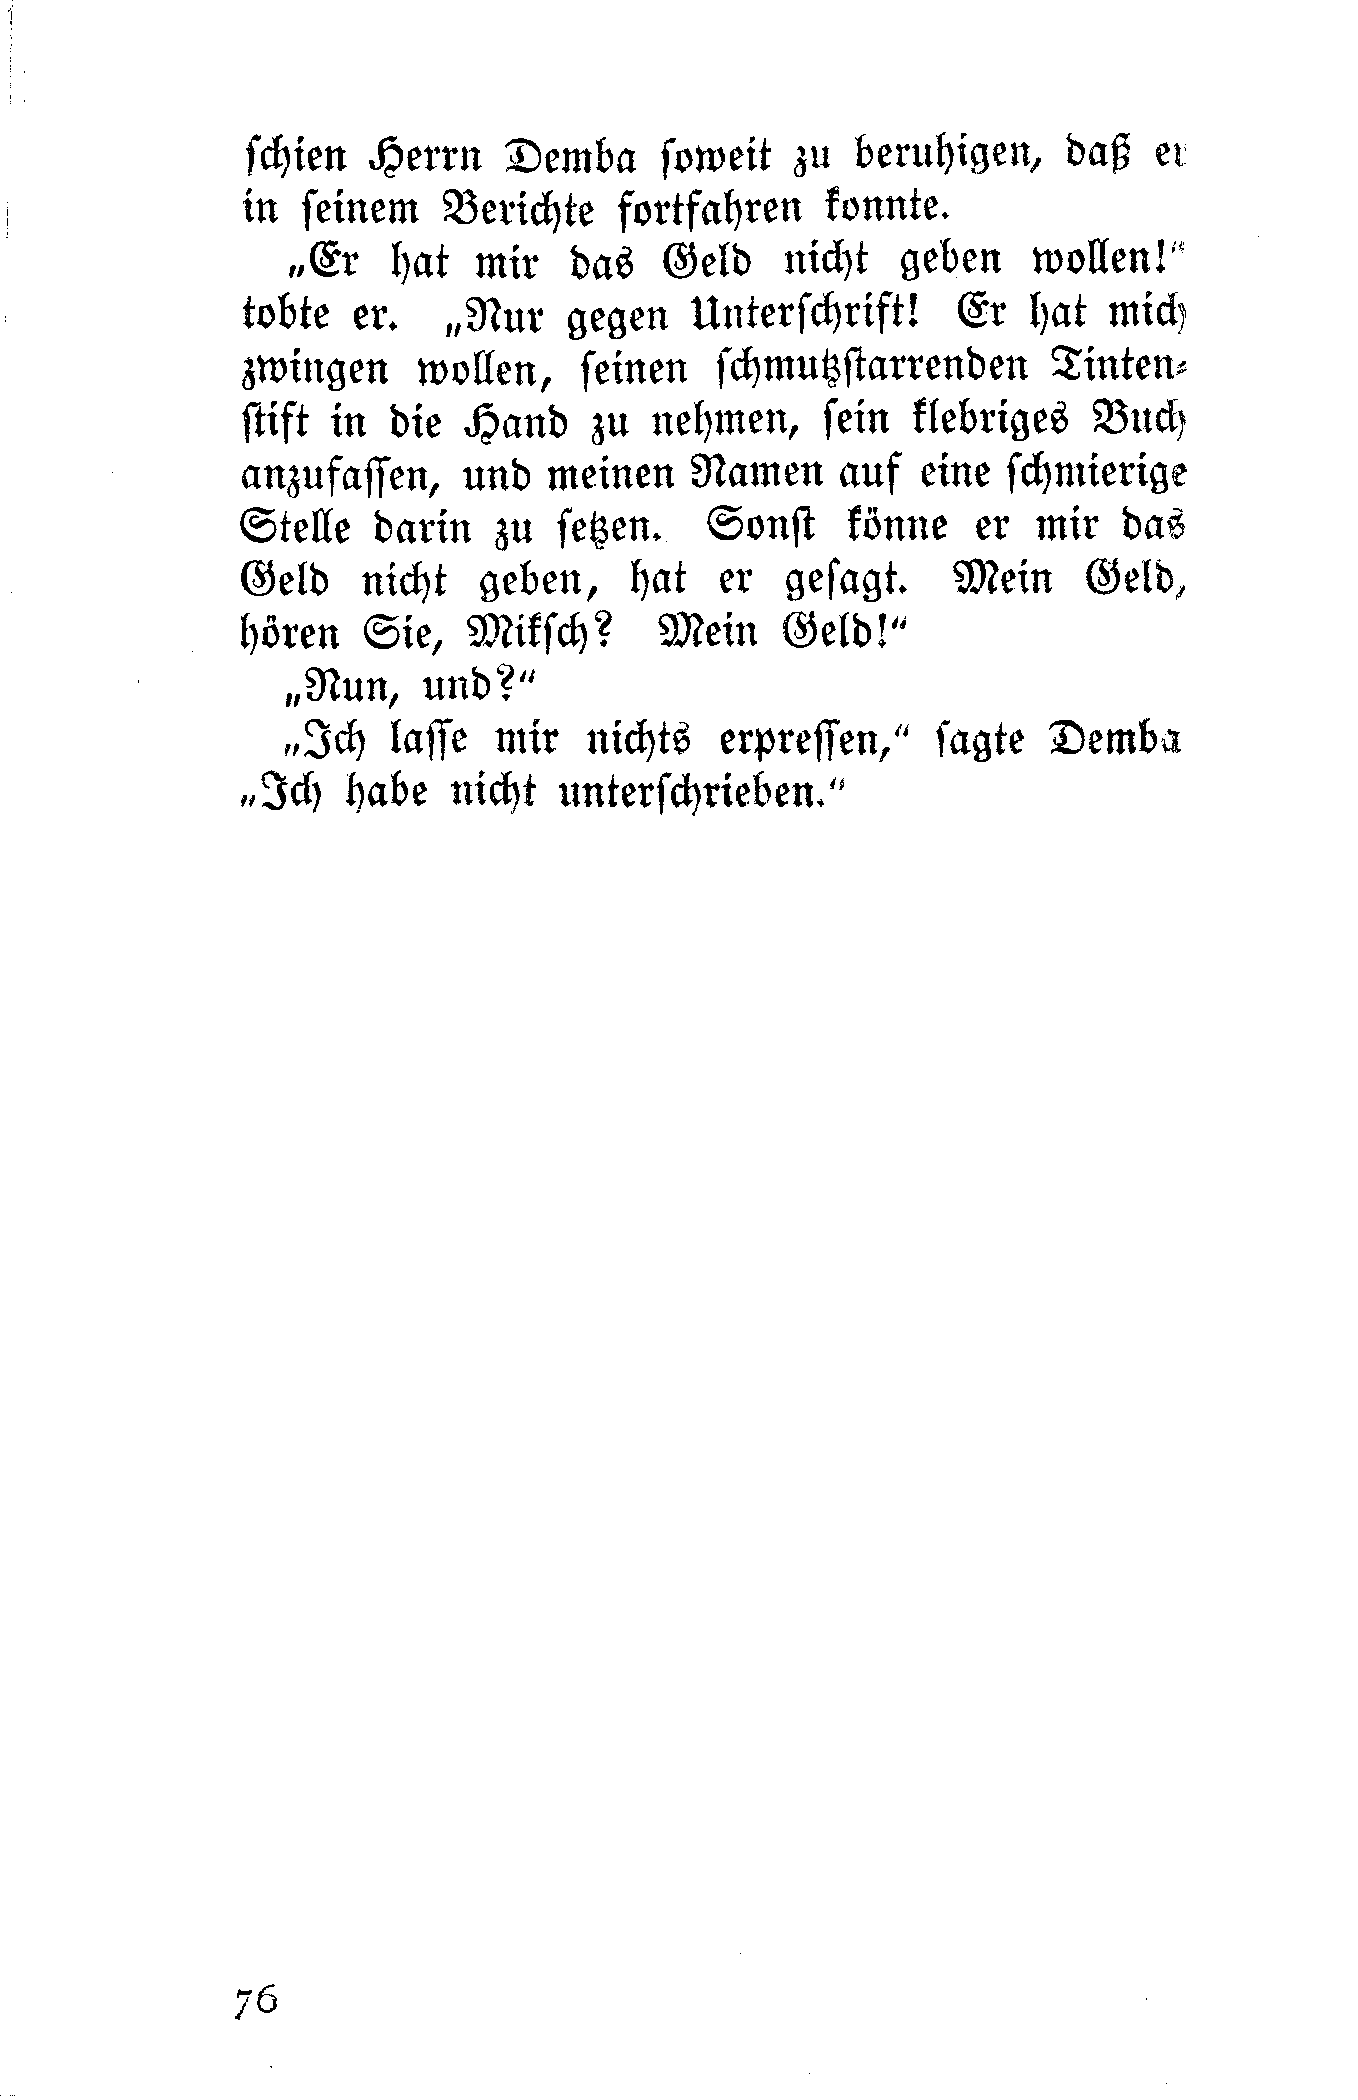 schien Herrn Demba soweit zu beruhigen, daß er
in seinem Berichte fortfahren konnte.
„Er hat mir das Geld nicht geben wollen!“
tobte er. „Nur gegen Unterschrift! Er hat mich
zwingen wollen, seinen schmutzstarrenden Tinten-
stift in die Hand zu nehmen, sein klebriges Buch
anzufassen, und meinen Namen auf eine schmierige
Stelle darin zu setzen. Sonst könne er mir das
Geld nicht geben, hat er gesagt. Mein Geld,
hören Sie, Miksch? Mein Geld!“
„Nun, und?“
„Ich lasse mir nichts erpressen,“ sagte Demba
„Ich habe nicht unterschrieben.“
76